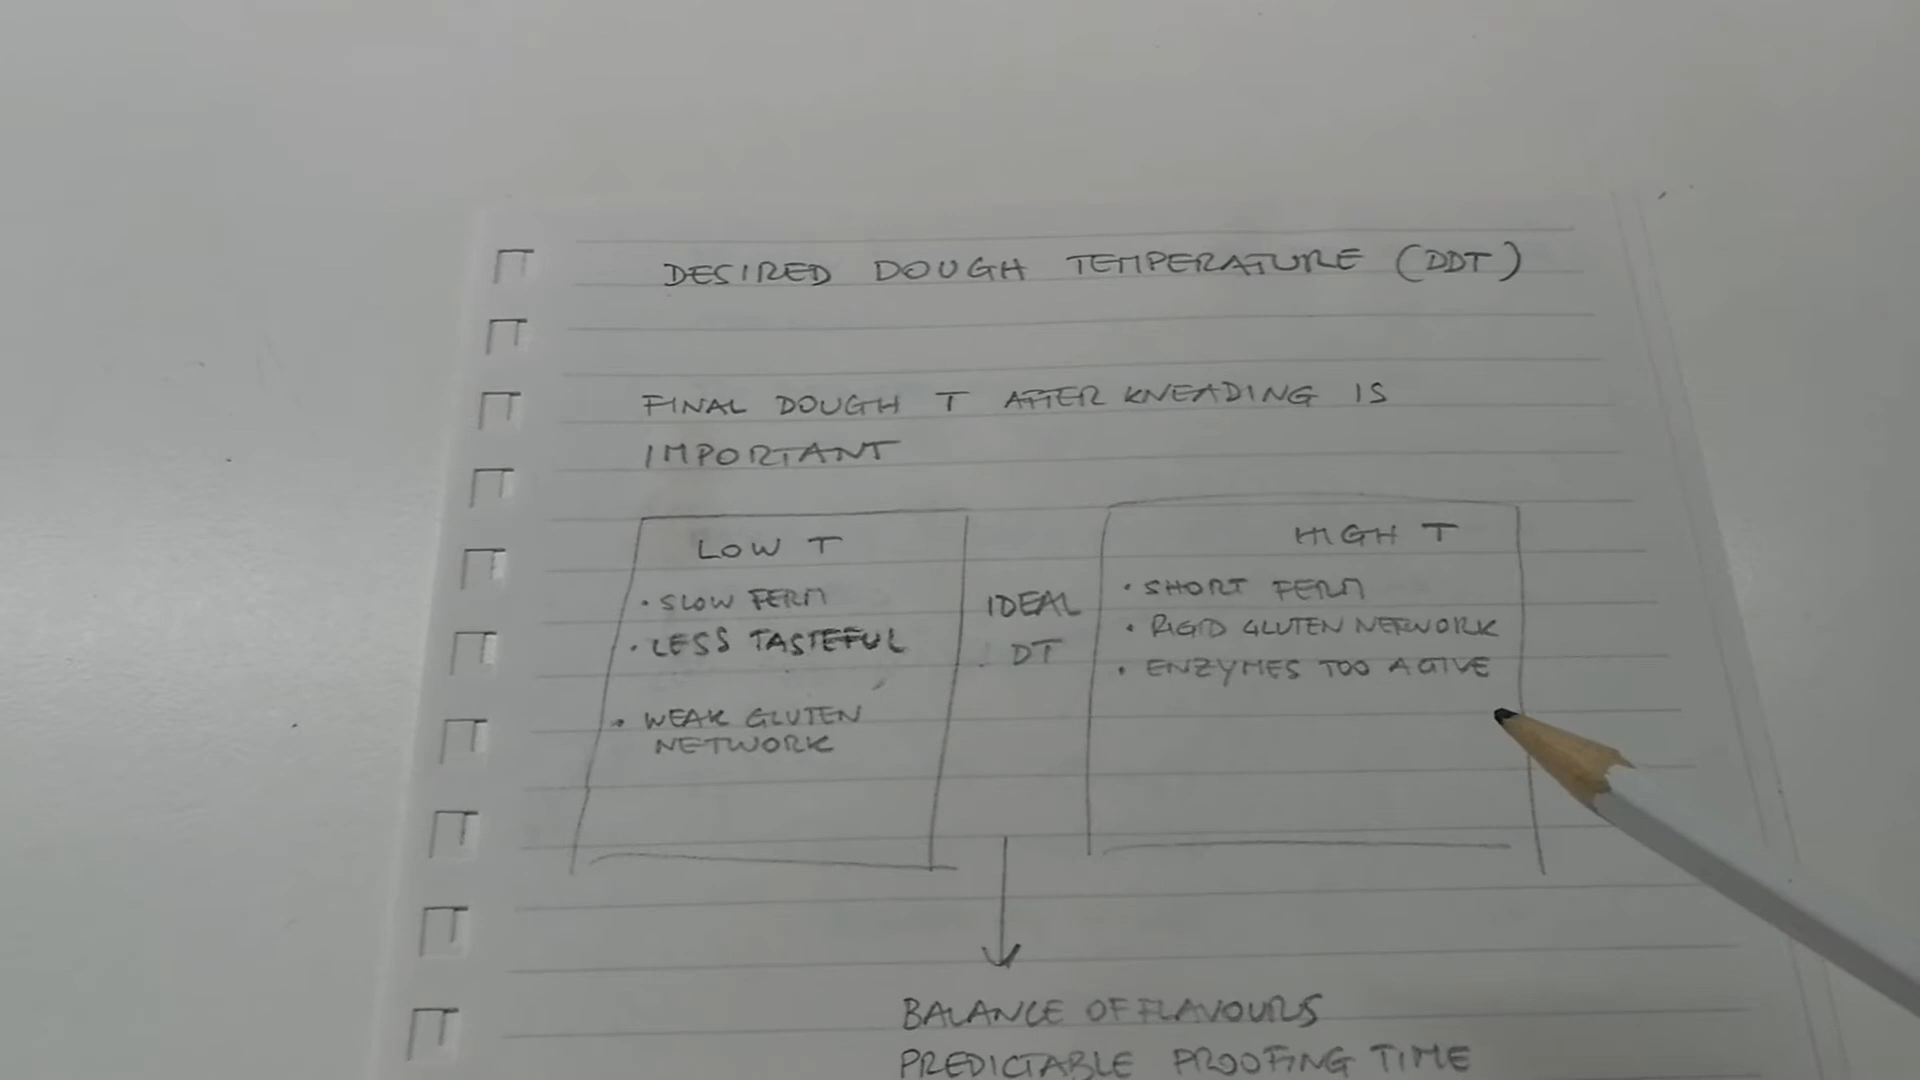 DESIRED DOUGH TEMPERATURE (DDT)
FINAL DOUGH T AFTER KNEADING IS
IMPORTANT
LOW T
• SLOW FERM
• LESS TASTEFUL
• WEAK GLUTEN
NETWORK
IDEAL
DT
HIGH T
• SHORT FERM
• RIGID GLUTEN NETWORK
• ENZYMES TOO ACTIVE
BALANCE OF FLAVOURS
PREDICTABLE PROOFING TIME